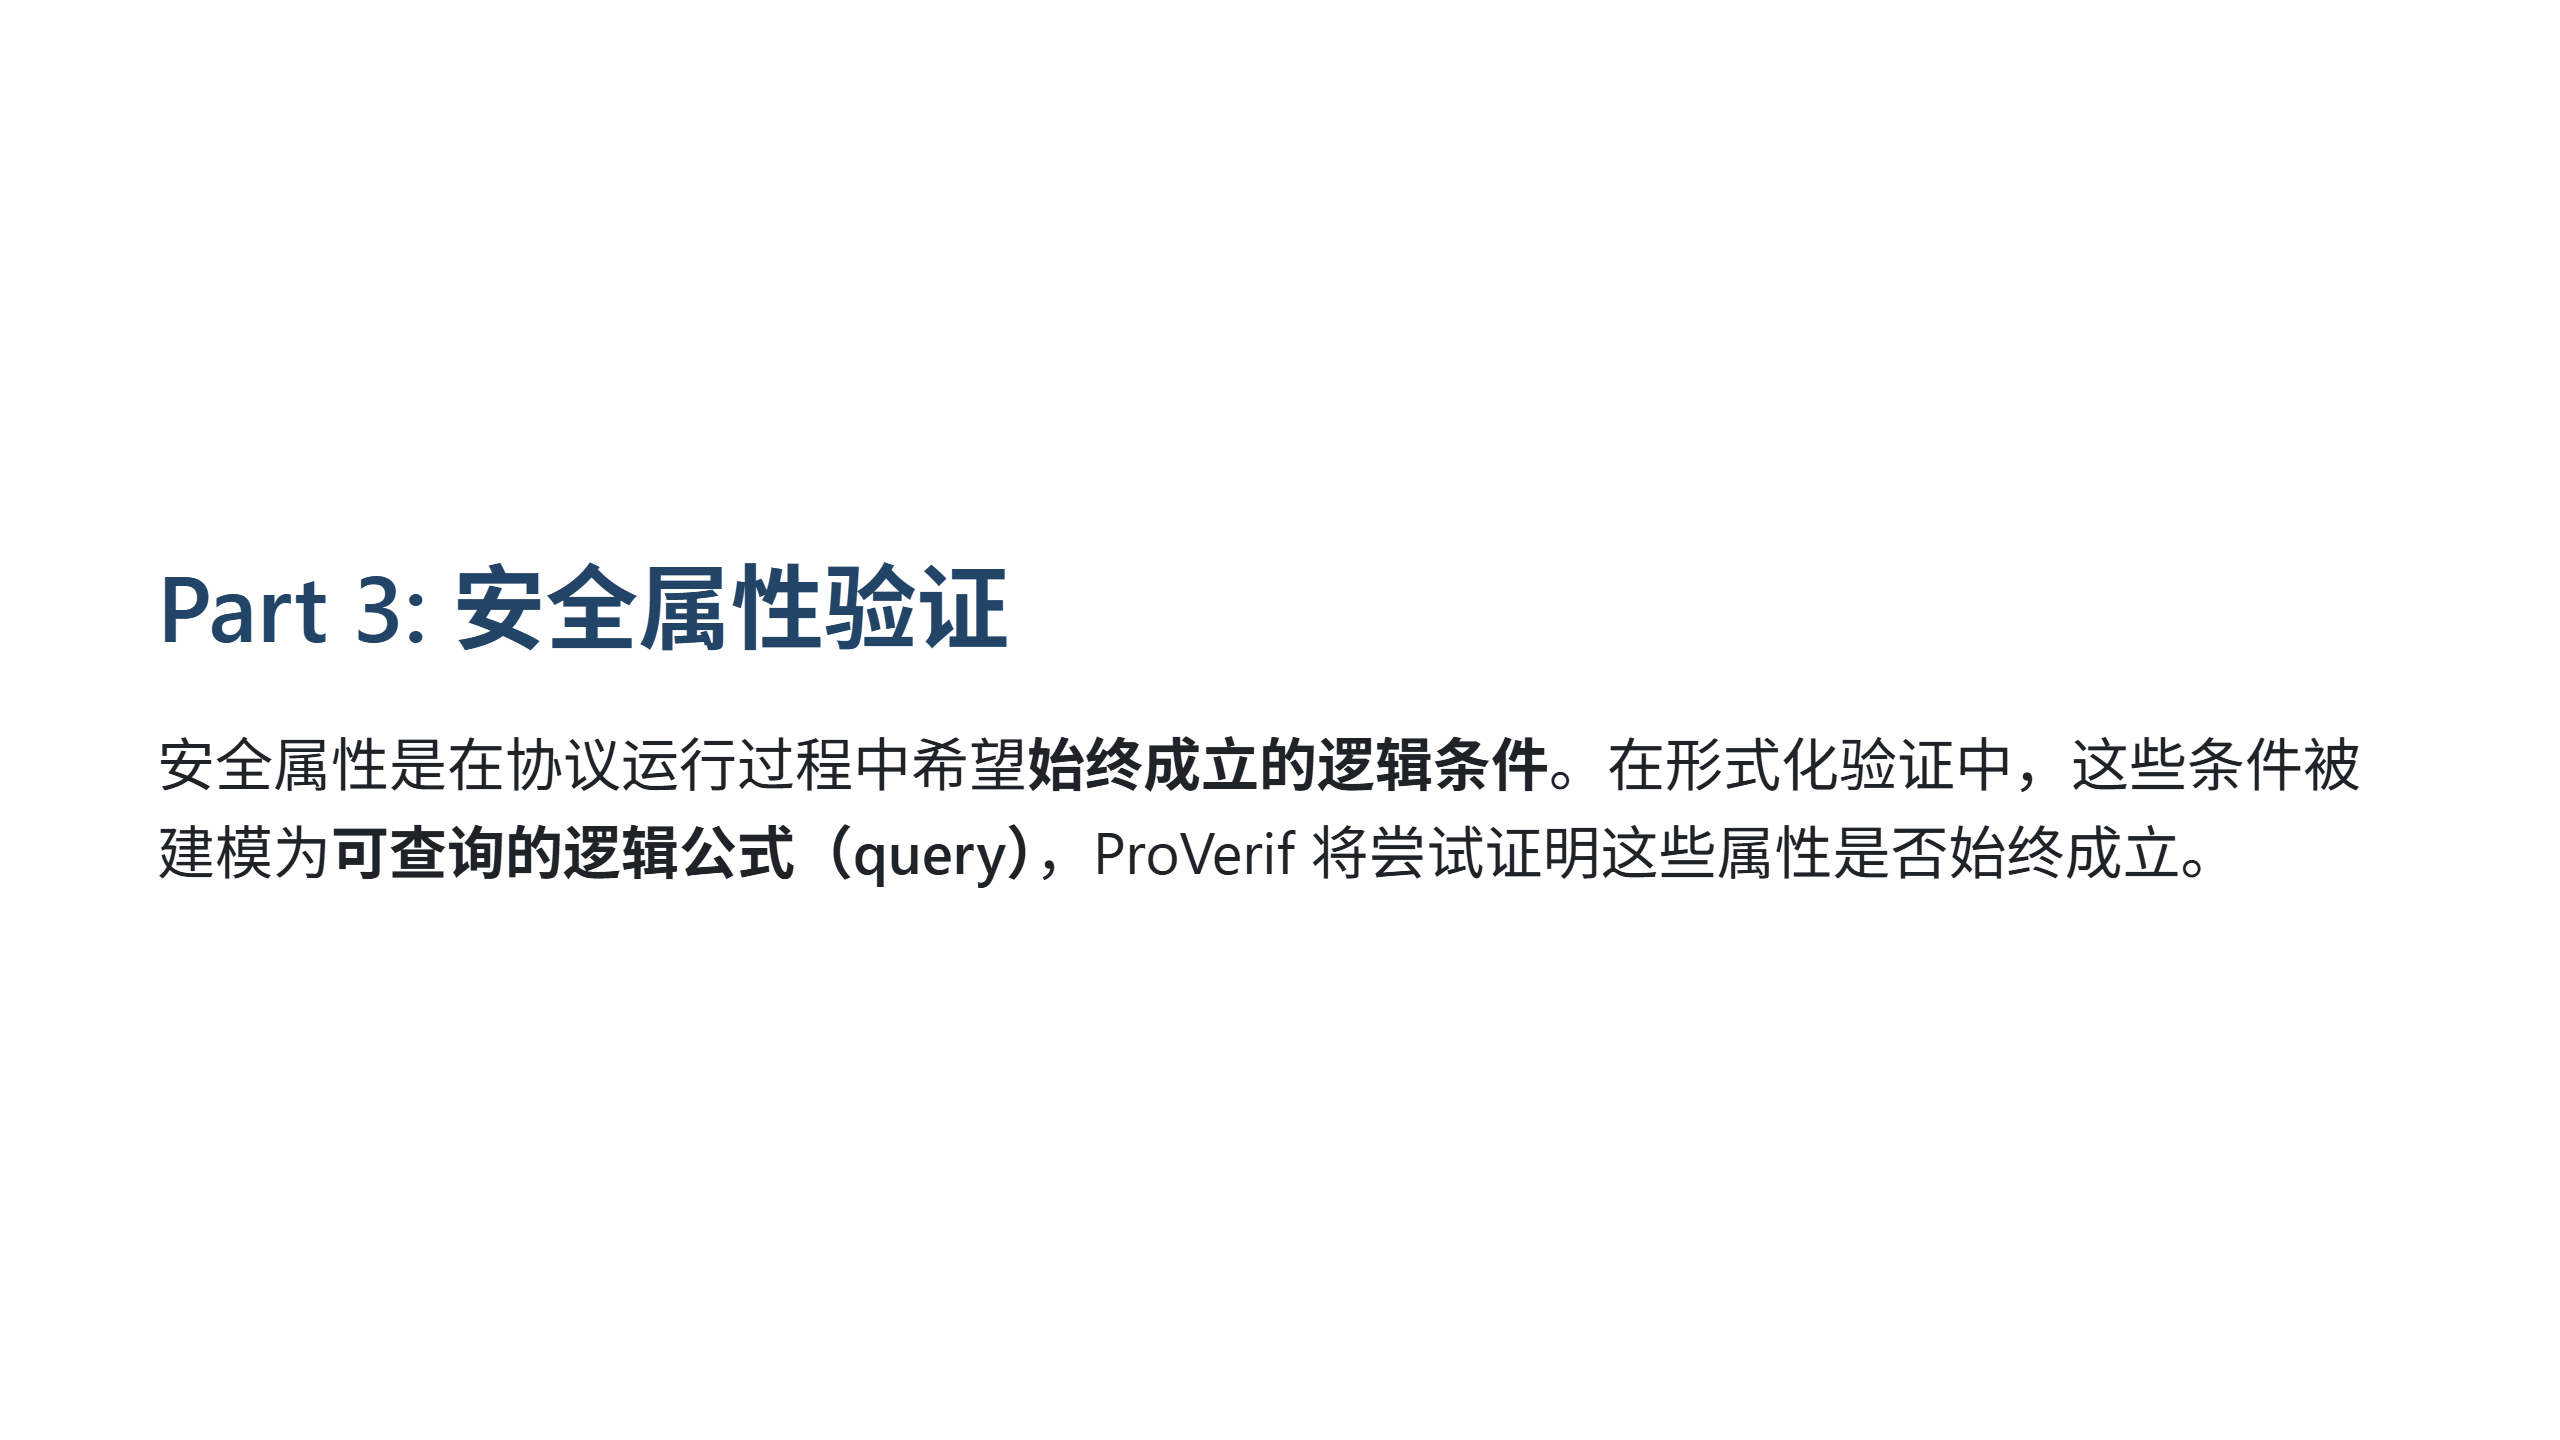 Part 3: 安全属性验证
安全属性是在协议运行过程中希望始终成立的逻辑条件。在形式化验证中，这些条件被
建模为可查询的逻辑公式（query），ProVerif 将尝试证明这些属性是否始终成立。